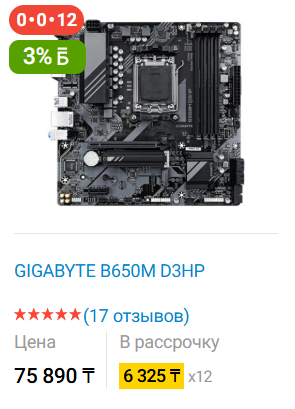 0•0•12
3% Б
GIGABYTE B650M D3HP
(17 отзывов)
Цена В рассрочку
75 890 ₸ 6 325 ₸ x12